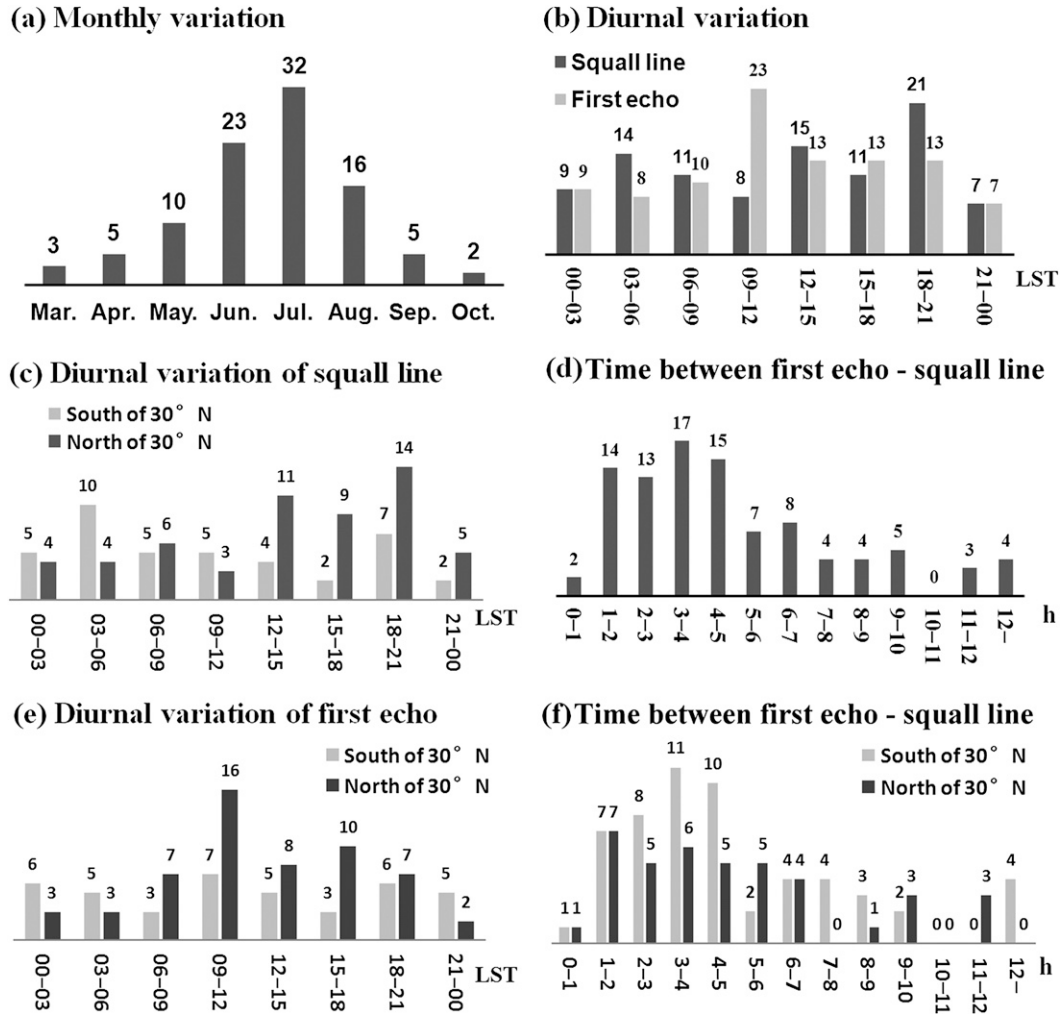 (a) Monthly variation
32
23
16
10
3
5
5
2
Mar. Apr. May. Jun. Jul. Aug. Sep. Oct.
(b) Diurnal variation
Squall line
First echo
9 9 14 8 11 10 8 23 15 13 11 13 21 13 7 7
00–03 03–06 06–09 09–12 12–15 15–18 18–21 21–00 LST
(c) Diurnal variation of squall line
South of 30° N
North of 30° N
5 4 10 4 5 6 5 3 4 11 2 9 7 14 2 5
00–03 03–06 06–09 09–12 12–15 15–18 18–21 21–00 LST
(d) Time between first echo - squall line
2 14 13 17 15 7 8 4 4 5 0 3 4
0–1 1–2 2–3 3–4 4–5 5–6 6–7 7–8 8–9 9–10 10–11 11–12 12– h
(e) Diurnal variation of first echo
South of 30° N
North of 30° N
6 3 5 3 3 7 7 16 5 8 3 10 6 7 5 2
00–03 03–06 06–09 09–12 12–15 15–18 18–21 21–00 LST
(f) Time between first echo - squall line
South of 30° N
North of 30° N
1 1 7 7 8 5 11 6 10 5 2 5 4 4 4 0 3 1 2 3 0 0 0 3 4 0
0–1 1–2 2–3 3–4 4–5 5–6 6–7 7–8 8–9 9–10 10–11 11–12 12– h